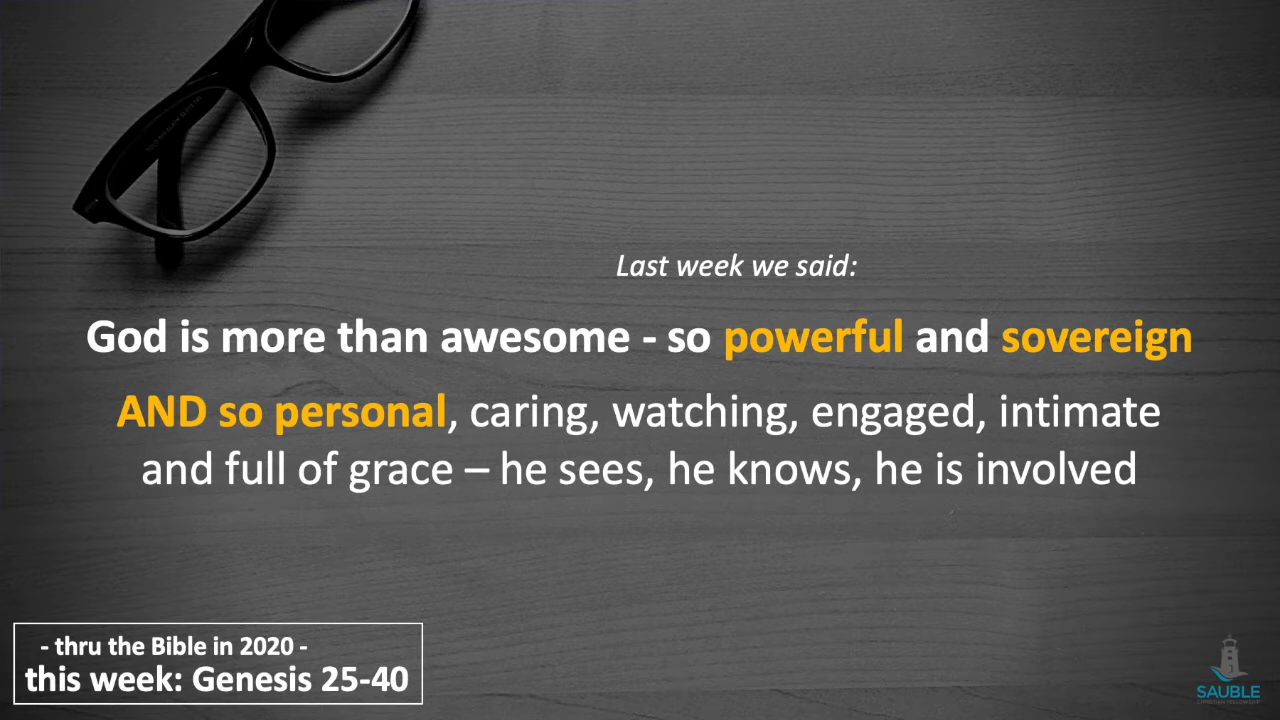 Last week we said:
God is more than awesome - so powerful and sovereign
AND so personal, caring, watching, engaged, intimate
and full of grace – he sees, he knows, he is involved
- thru the Bible in 2020 -
this week: Genesis 25-40
SAUBLE
CHRISTIAN FELLOWSHIP